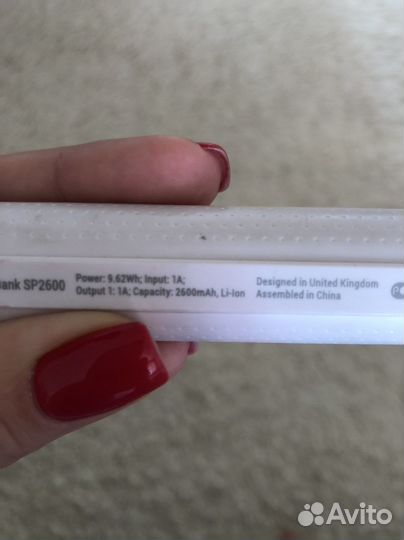 ank SP2600
Power: 9.62Wh; Input: 1A;
Output 1: 1A; Capacity: 2600mAh, Li-Ion
Designed in United Kingdom
Assembled in China
Avito